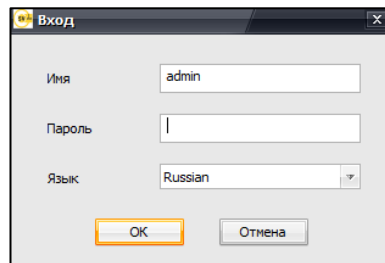 Вход
Имя
admin
Пароль
Язык
Russian
OK
Отмена